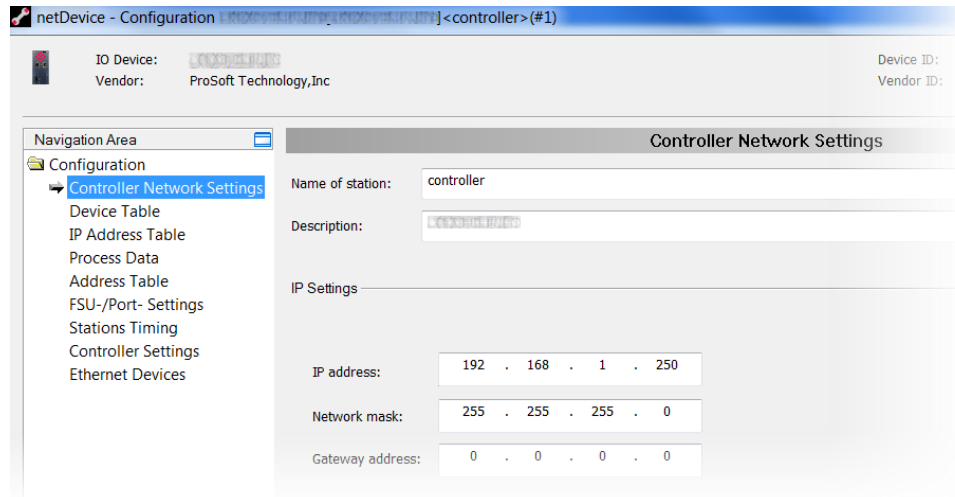 netDevice - Configuration ]<controller>(#1)
IO Device:
Device ID:
Vendor: ProSoft Technology,Inc
Vendor ID:
Navigation Area
Configuration
Controller Network Settings
Device Table
IP Address Table
Process Data
Address Table
FSU-/Port- Settings
Stations Timing
Controller Settings
Ethernet Devices
Controller Network Settings
Name of station: controller
Description:
IP Settings
IP address: 192 . 168 . 1 . 250
Network mask: 255 . 255 . 255 . 0
Gateway address: 0 . 0 . 0 . 0